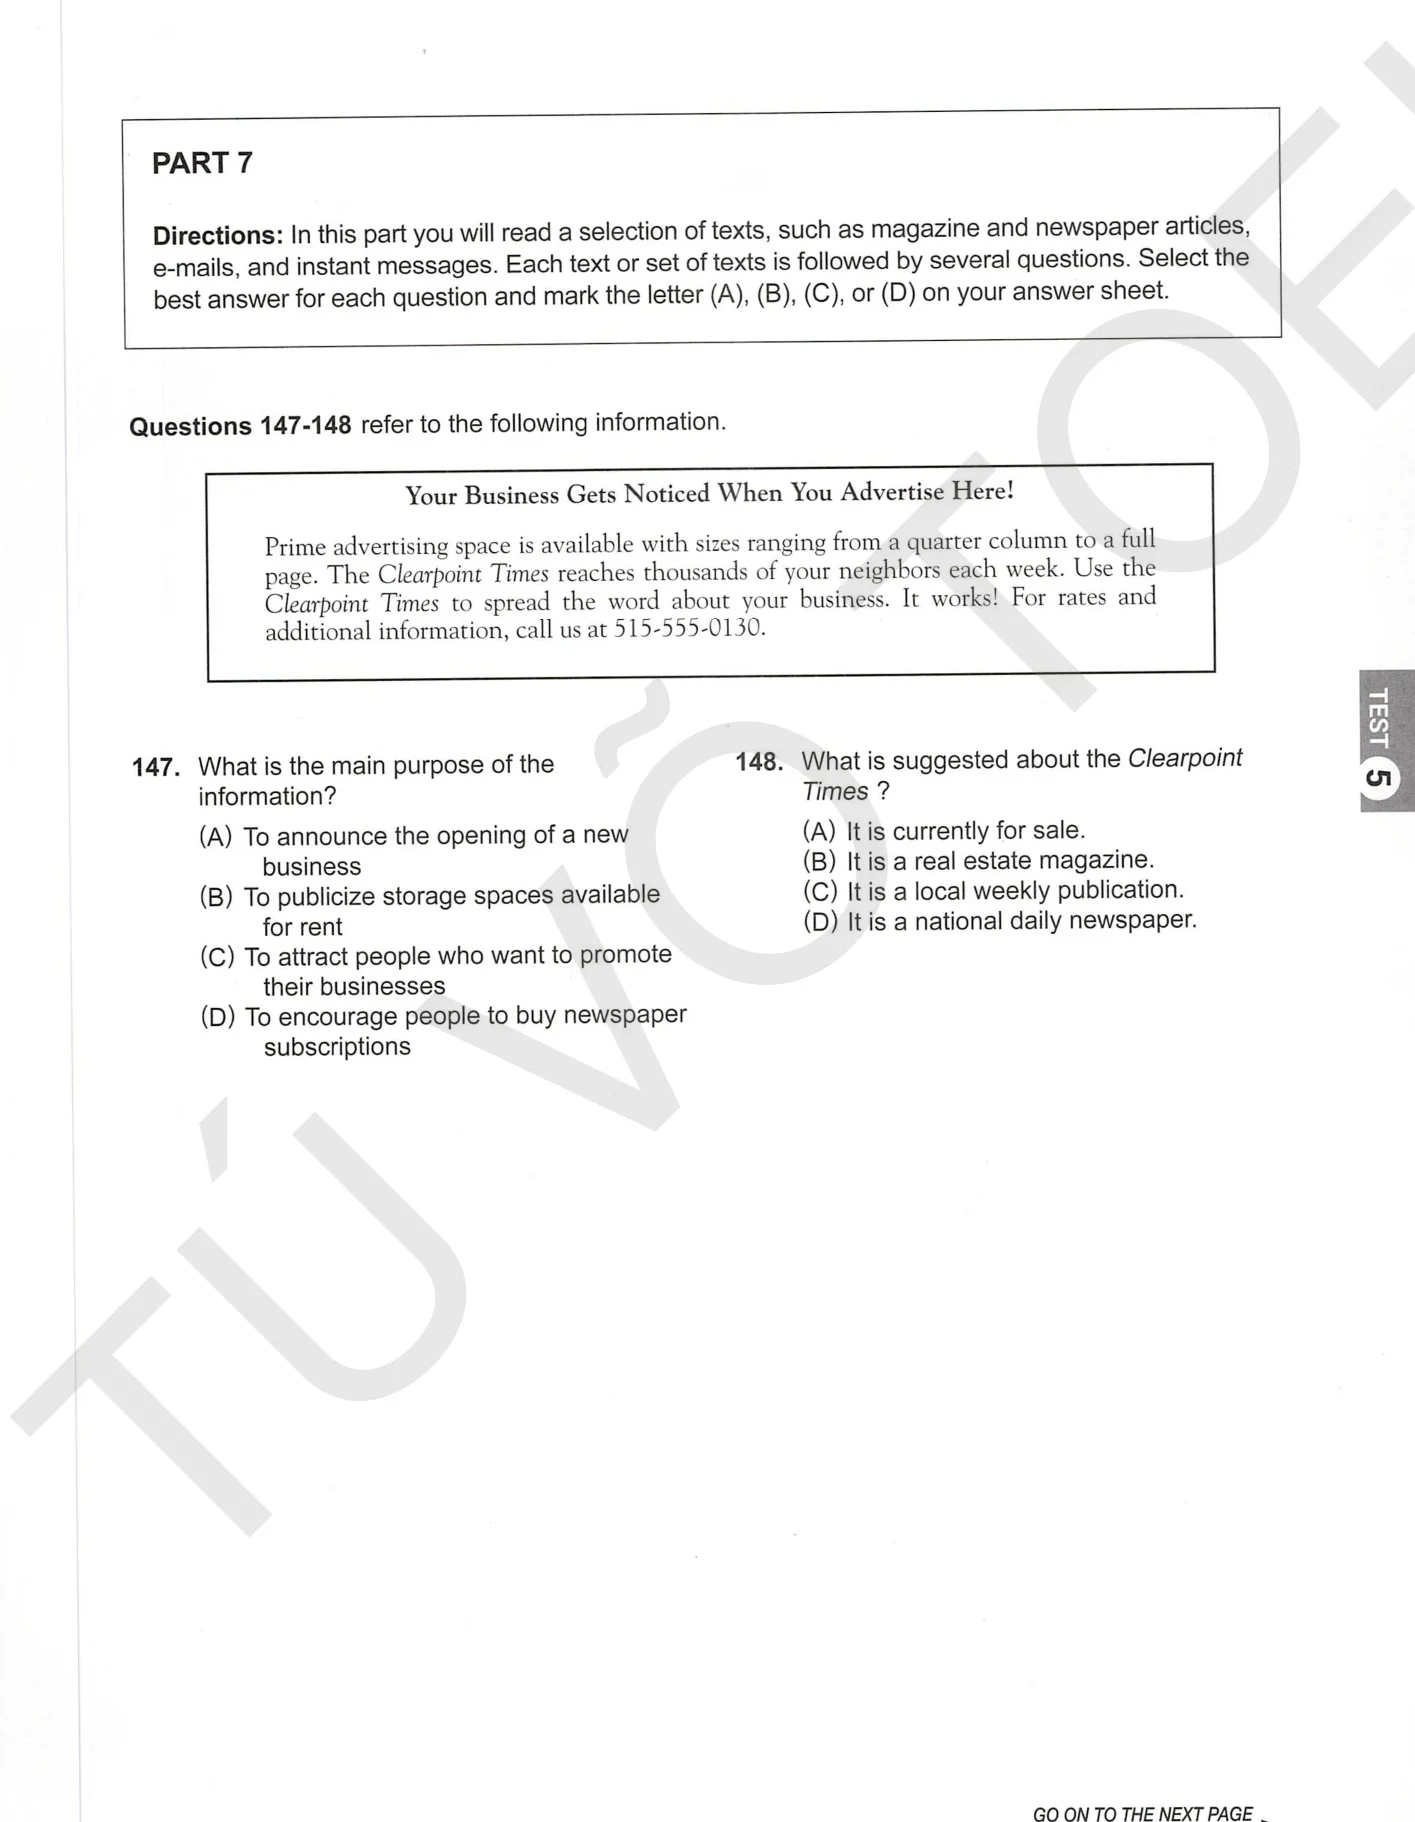 PART 7
Directions: In this part you will read a selection of texts, such as magazine and newspaper articles,
e-mails, and instant messages. Each text or set of texts is followed by several questions. Select the
best answer for each question and mark the letter (A), (B), (C), or (D) on your answer sheet.
Questions 147-148 refer to the following information.
Your Business Gets Noticed When You Advertise Here!
Prime advertising space is available with sizes ranging from a quarter column to a full
page. The Clearpoint Times reaches thousands of your neighbors each week. Use the
Clearpoint Times to spread the word about your business. It works! For rates and
additional information, call us at 515-555-0130.
147. What is the main purpose of the
information?
(A) To announce the opening of a new
business
(B) To publicize storage spaces available
for rent
(C) To attract people who want to promote
their businesses
(D) To encourage people to buy newspaper
subscriptions
148. What is suggested about the Clearpoint
Times ?
(A) It is currently for sale.
(B) It is a real estate magazine.
(C) It is a local weekly publication.
(D) It is a national daily newspaper.
TEST 5
TÚ VÕ TOE
GO ON TO THE NEXT PAGE